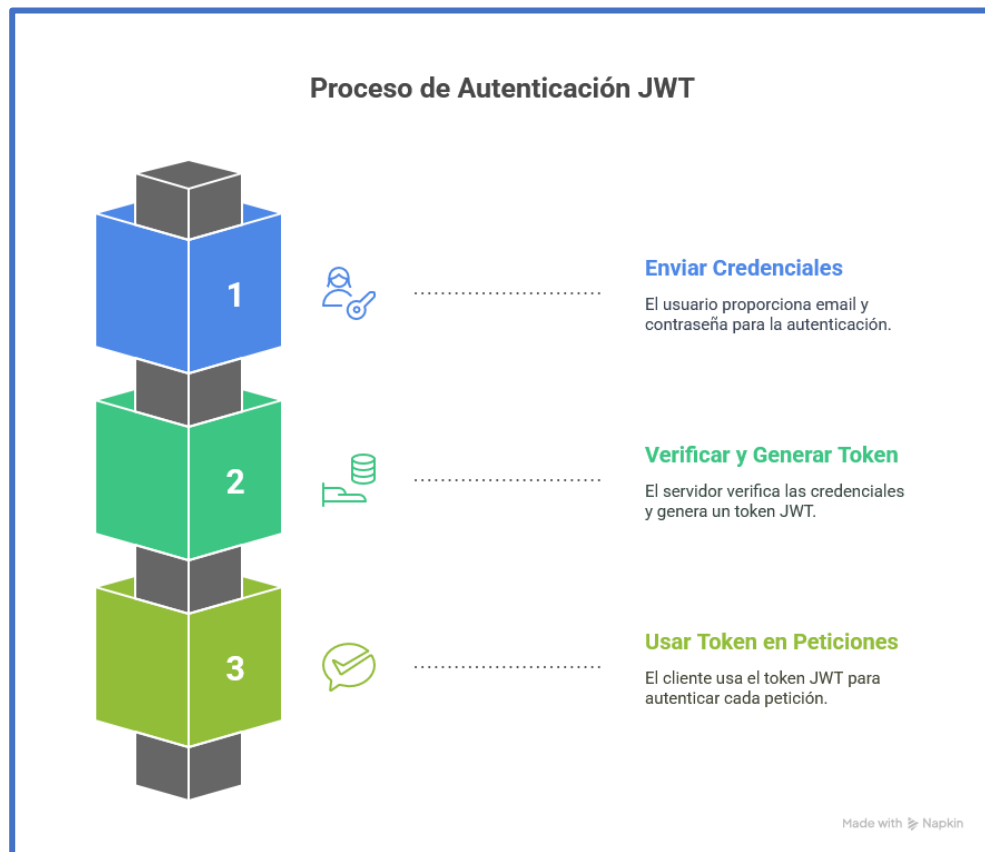 Proceso de Autenticación JWT
1
Enviar Credenciales
El usuario proporciona email y
contraseña para la autenticación.
2
Verificar y Generar Token
El servidor verifica las credenciales
y genera un token JWT.
3
Usar Token en Peticiones
El cliente usa el token JWT para
autenticar cada petición.
Made with Napkin